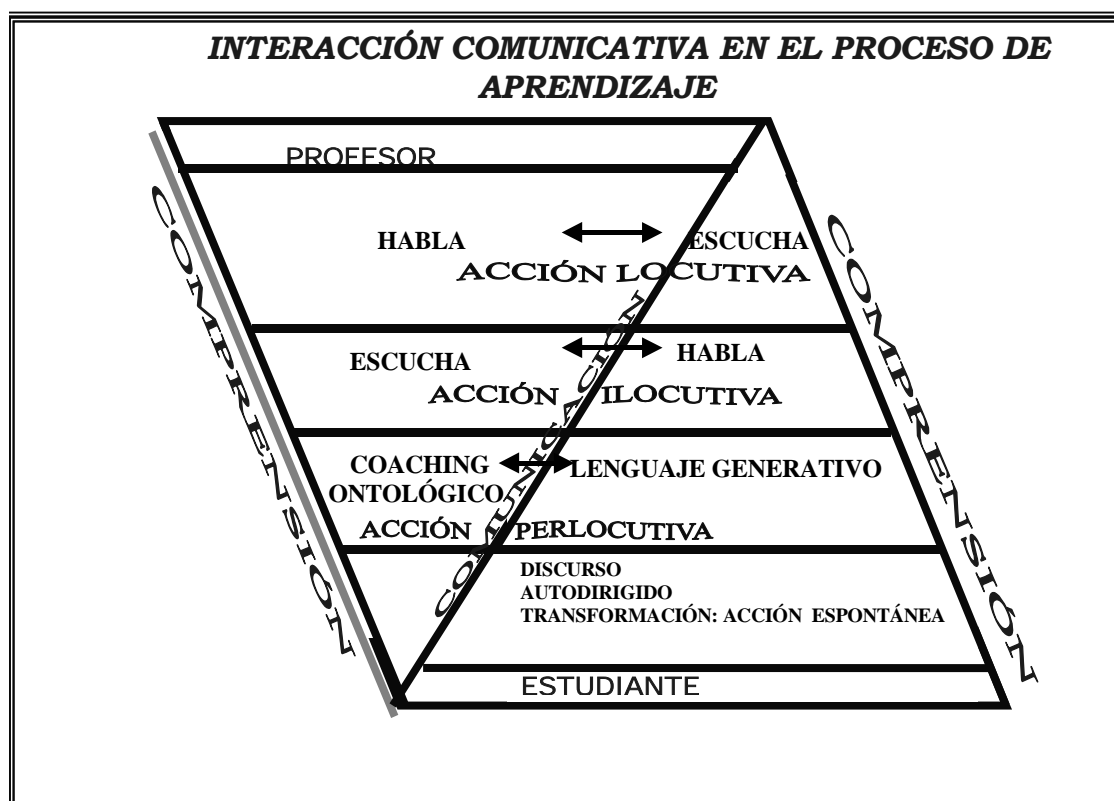 INTERACCIÓN COMUNICATIVA EN EL PROCESO DE
APRENDIZAJE
PROFESOR
COMPRENSIÓN
COMPRENSIÓN
COMUNICACIÓN
HABLA
ESCUCHA
ACCIÓN LOCUTIVA
ESCUCHA
HABLA
ACCIÓN ILOCUTIVA
COACHING
ONTOLÓGICO
LENGUAJE GENERATIVO
ACCIÓN PERLOCUTIVA
DISCURSO
AUTODIRIGIDO
TRANSFORMACIÓN: ACCIÓN ESPONTÁNEA
ESTUDIANTE